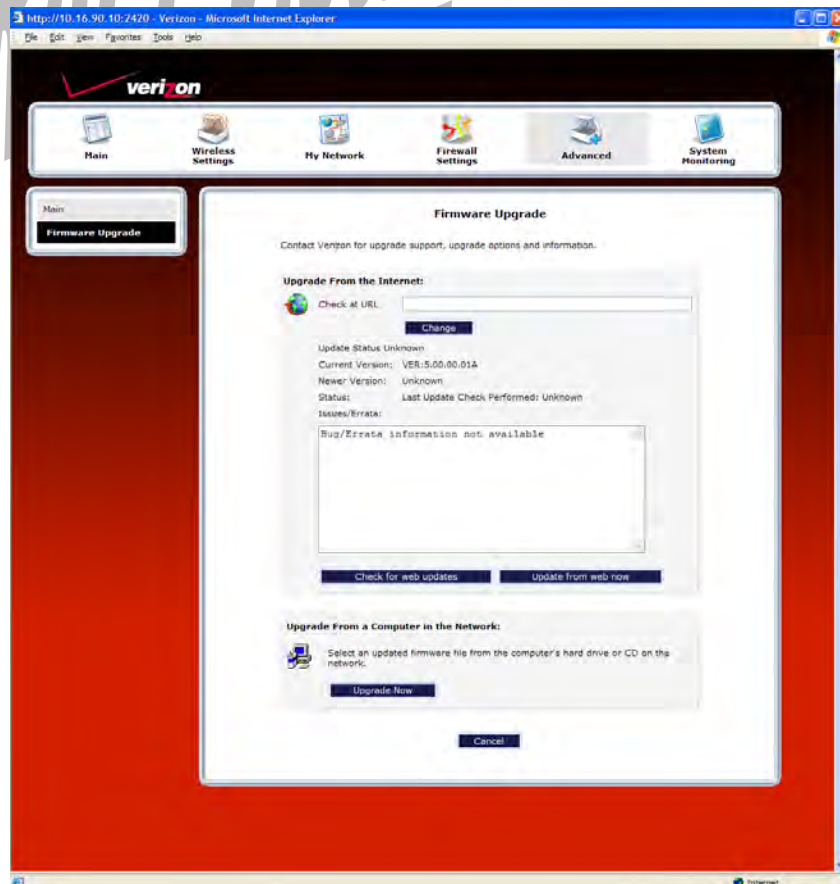 http://10.16.90.10:2420 - Verizon - Microsoft Internet Explorer
File Edit View Favorites Tools Help
verizon
Main
Wireless Settings
My Network
Firewall Settings
Advanced
System Monitoring
Main
Firmware Upgrade
Firmware Upgrade
Contact Verizon for upgrade support, upgrade options and information.
Upgrade From the Internet:
Check at URL
Change
Update Status Unknown
Current Version: VER:5.00.00.01A
Newer Version: Unknown
Status: Last Update Check Performed: Unknown
Issues/Errata:
Bug/Errata information not available
Check for web updates
Update from web now
Upgrade From a Computer in the Network:
Select an updated firmware file from the computer's hard drive or CD on the
network.
Upgrade Now
Cancel
Internet